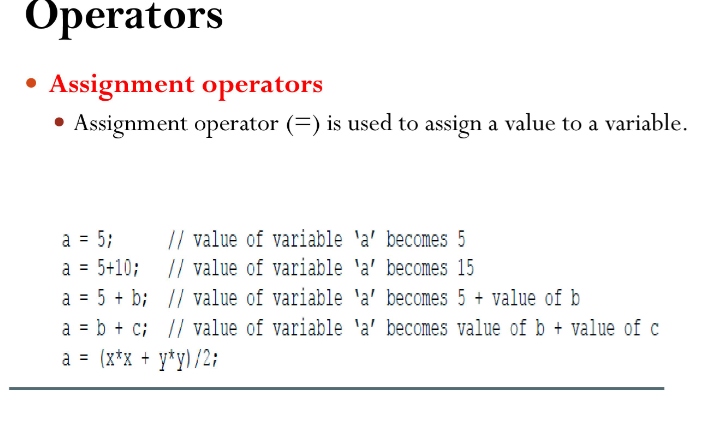 Operators
Assignment operators
Assignment operator (=) is used to assign a value to a variable.
a = 5; // value of variable ‘a’ becomes 5
a = 5+10; // value of variable ‘a’ becomes 15
a = 5 + b; // value of variable ‘a’ becomes 5 + value of b
a = b + c; // value of variable ‘a’ becomes value of b + value of c
a = (x*x + y*y)/2;